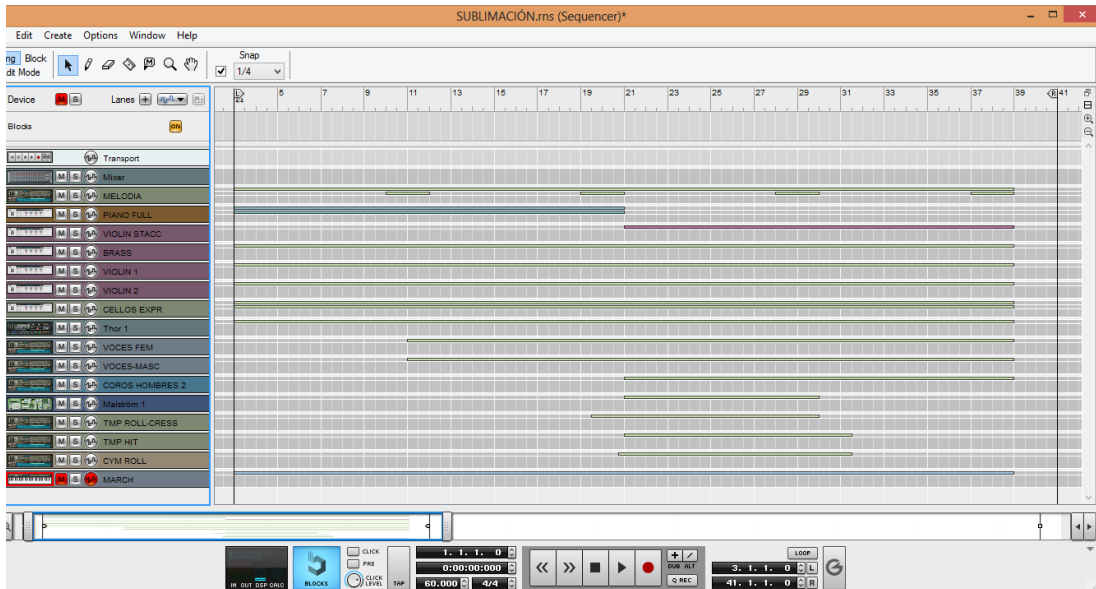 SUBLIMACIÓN.rns (Sequencer)*
Edit Create Options Window Help
ng Block
dit Mode
Snap
1/4
Device M S Lanes
Blocks ON
4/4 5 7 9 11 13 15 17 19 21 23 25 27 29 31 33 35 37 39 R 41
Transport
M S Mixer
M S MELODIA
M S PIANO FULL
M S VIOLIN STACC
M S BRASS
M S VIOLIN 1
M S VIOLIN 2
M S CELLOS EXPR
M S Thor 1
M S VOCES FEM
M S VOCES-MASC
M S COROS HOMBRES 2
M S Malström 1
M S TMP ROLL-CRESS
M S TMP HIT
M S CYM ROLL
M S MARCH
IN OUT DSP CALC
BLOCKS
CLICK
PRE
CLICK LEVEL
TAP
1. 1. 1. 0
0:00:00:000
60.000 4/4
DUB ALT
Q REC
LOOP
3. 1. 1. 0 L
41. 1. 1. 0 R